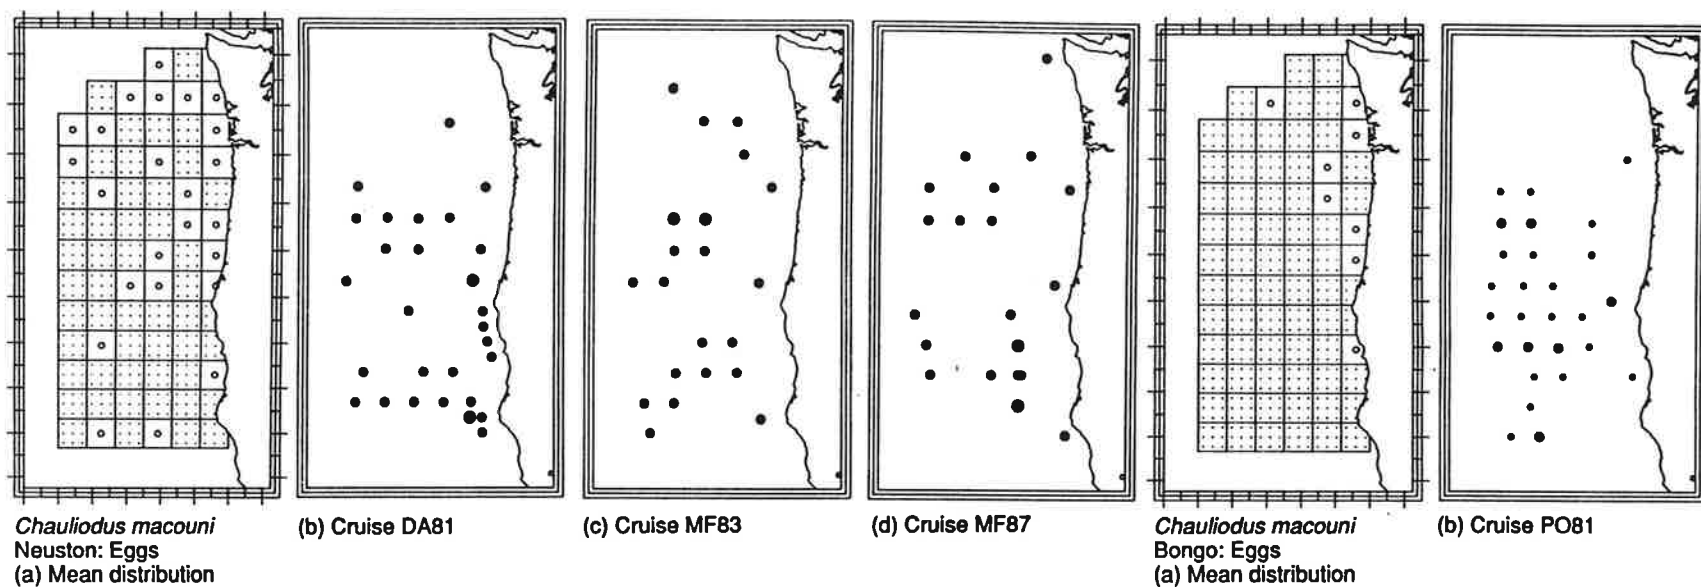 Chauliodus macouni
Neuston: Eggs
(a) Mean distribution
(b) Cruise DA81
(c) Cruise MF83
(d) Cruise MF87
Chauliodus macouni
Bongo: Eggs
(a) Mean distribution
(b) Cruise PO81